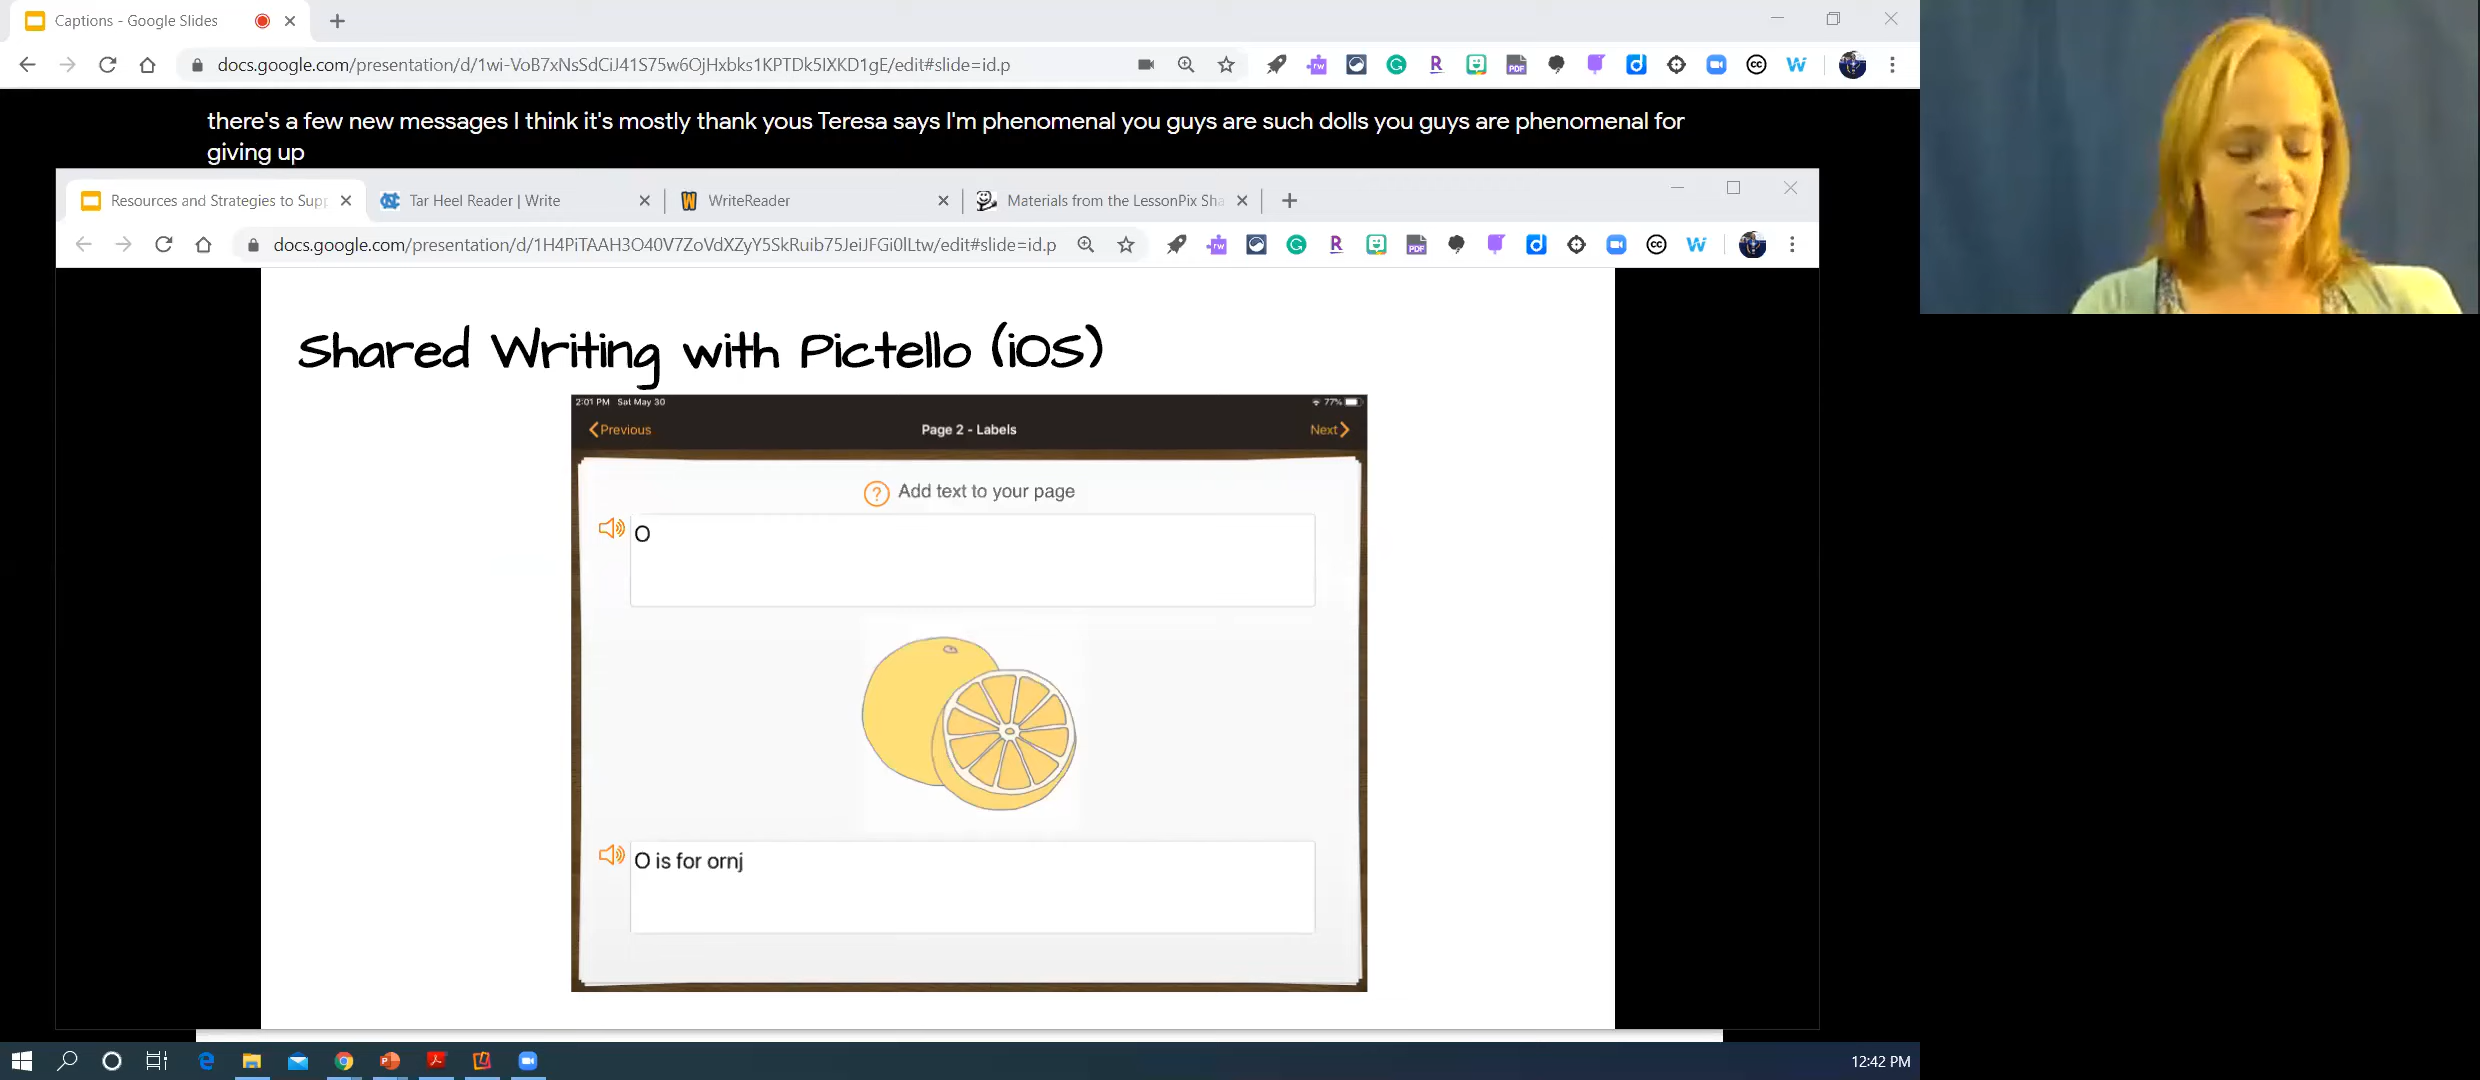 Captions - Google Slides
docs.google.com/presentation/d/1wi-VoB7xNsSdCiJ41S75w6OjHxbks1KPTDk5IXKD1gE/edit#slide=id.p
there's a few new messages I think it's mostly thank yous Teresa says I'm phenomenal you guys are such dolls you guys are phenomenal for
giving up
Resources and Strategies to Supp
Tar Heel Reader | Write
WriteReader
Materials from the LessonPix Sha
docs.google.com/presentation/d/1H4PiTAAH3O40V7ZoVdXZyY5SkRuib75JeiJFGi0lLtw/edit#slide=id.p
Shared Writing with Pictello (iOS)
2:01 PM Sat May 30
77%
Previous
Page 2 - Labels
Next
? Add text to your page
O
O is for ornj
12:42 PM